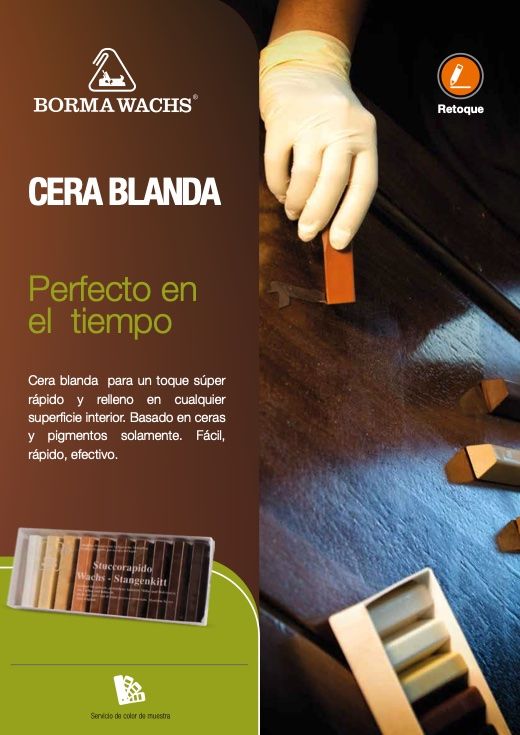 BORMA WACHS®
Retoque
CERA BLANDA
Perfecto en
el tiempo
Cera blanda para un toque súper
rápido y relleno en cualquier
superficie interior. Basado en ceras
y pigmentos solamente. Fácil,
rápido, efectivo.
Stuccorapido
Wachs - Stangenkitt
Servicio de color de muestra